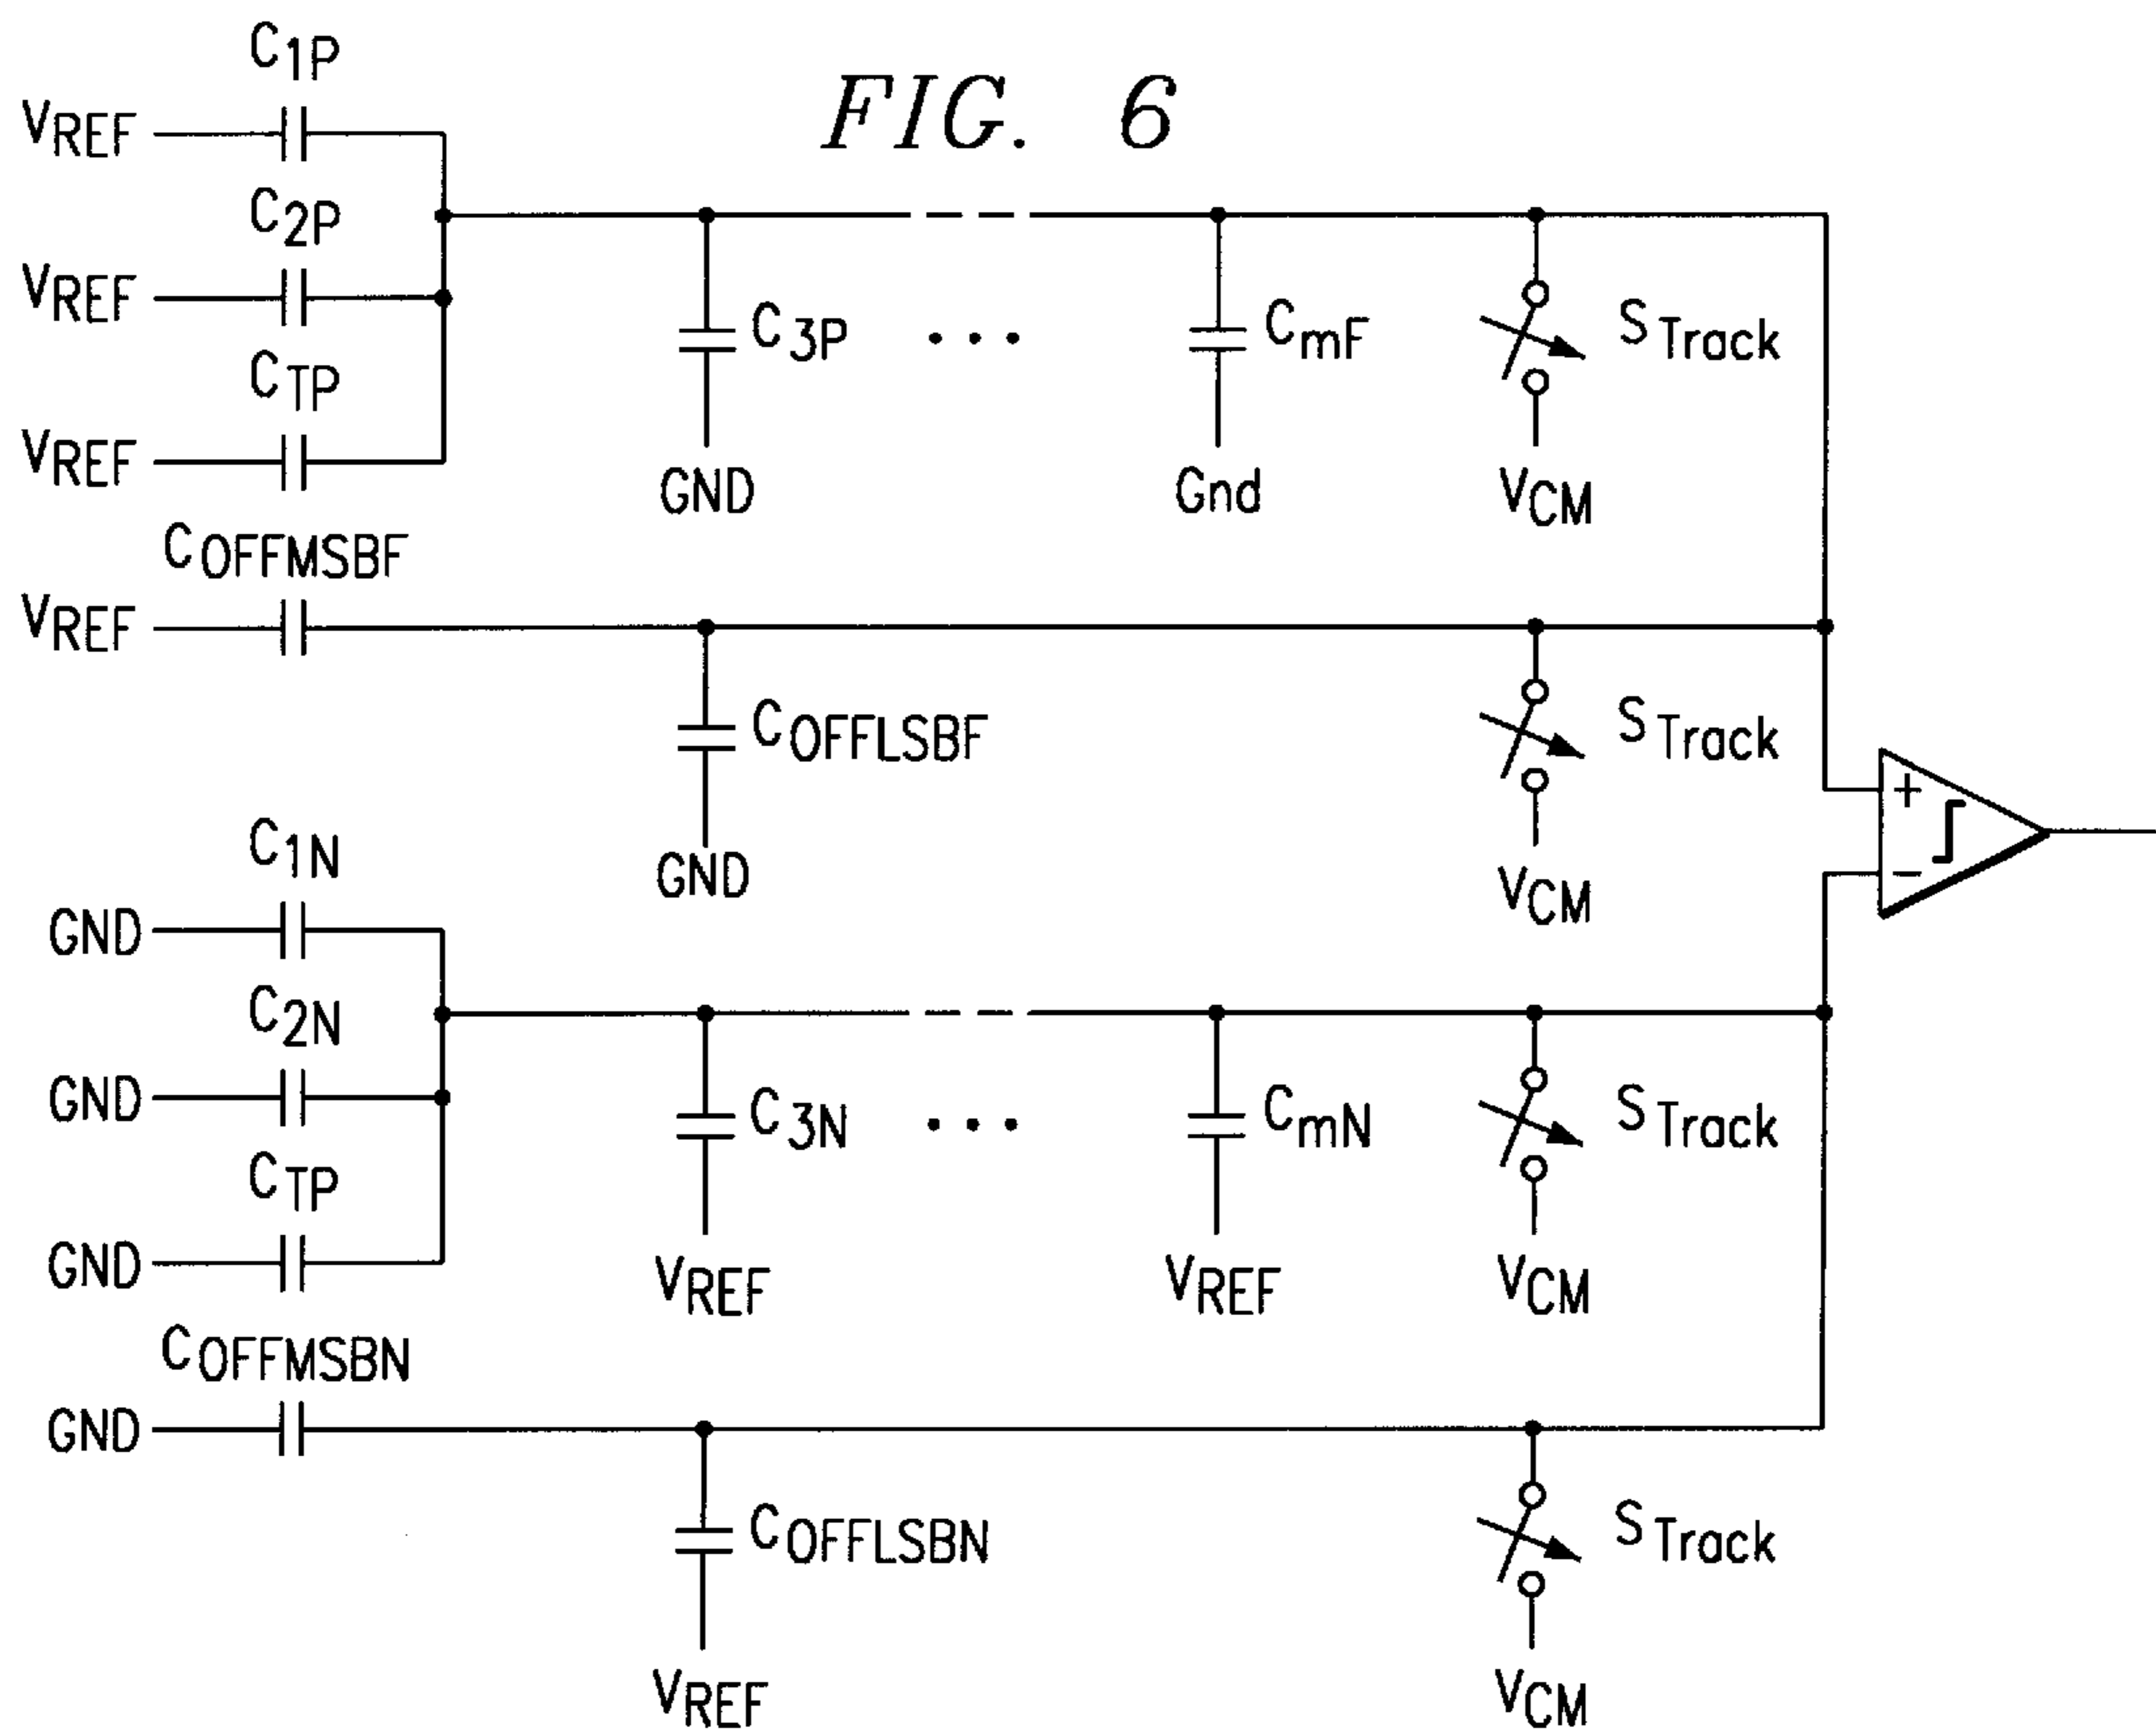 FIG. 6
C1P
VREF
C2P
VREF
CTP
VREF
C3P
...
CmF
STrack
GND
Gnd
VCM
COFFMSBF
VREF
COFFLSBF
STrack
GND
VCM
+
−
C1N
GND
C2N
GND
CTP
GND
C3N
...
CmN
STrack
VREF
VREF
VCM
COFFMSBN
GND
COFFLSBN
STrack
VREF
VCM